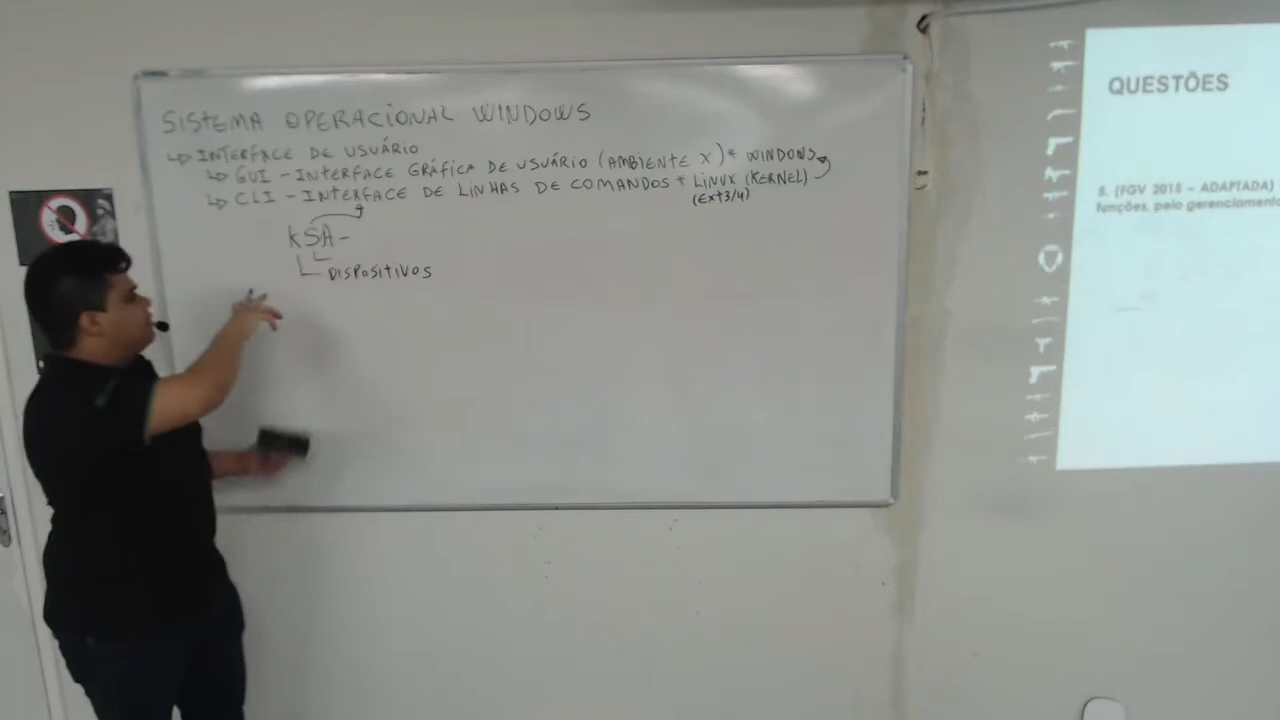 SISTEMA OPERACIONAL WINDOWS
↳ INTERFACE DE USUÁRIO
↳ GUI - INTERFACE GRÁFICA DE USUÁRIO (AMBIENTE X) * WINDOWS
↳ CLI - INTERFACE DE LINHAS DE COMANDOS * LINUX (KERNEL)
(Ext3/4)
KSA -
DISPOSITIVOS
QUESTÕES
8. (FGV 2018 – ADAPTADA)
funções, pelo gerenciamento